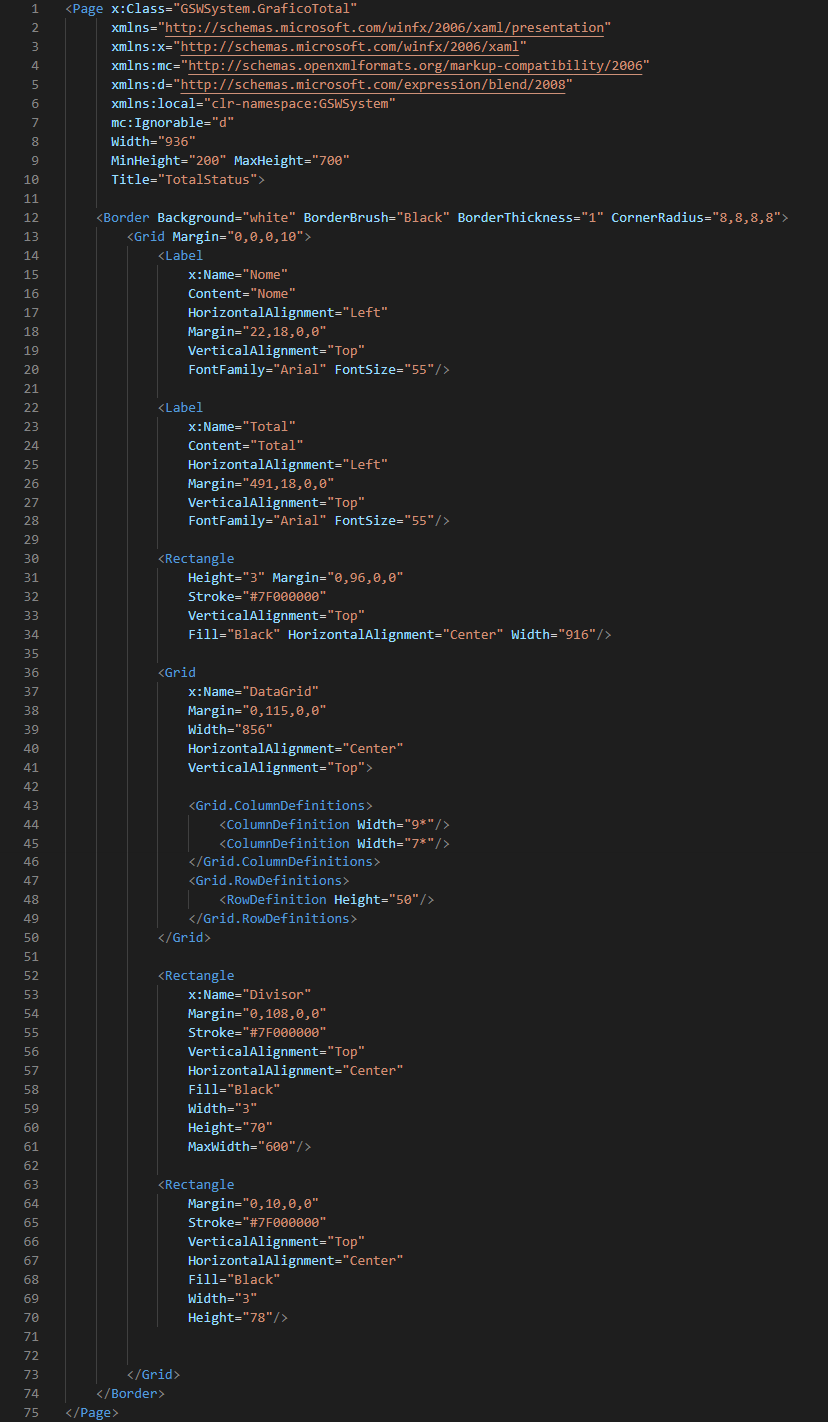 1 <Page x:Class="GSWSystem.GraficoTotal"
2 xmlns="http://schemas.microsoft.com/winfx/2006/xaml/presentation"
3 xmlns:x="http://schemas.microsoft.com/winfx/2006/xaml"
4 xmlns:mc="http://schemas.openxmlformats.org/markup-compatibility/2006"
5 xmlns:d="http://schemas.microsoft.com/expression/blend/2008"
6 xmlns:local="clr-namespace:GSWSystem"
7 mc:Ignorable="d"
8 Width="936"
9 MinHeight="200" MaxHeight="700"
10 Title="TotalStatus">
11
12 <Border Background="white" BorderBrush="Black" BorderThickness="1" CornerRadius="8,8,8,8">
13 <Grid Margin="0,0,0,10">
14 <Label
15 x:Name="Nome"
16 Content="Nome"
17 HorizontalAlignment="Left"
18 Margin="22,18,0,0"
19 VerticalAlignment="Top"
20 FontFamily="Arial" FontSize="55"/>
21
22 <Label
23 x:Name="Total"
24 Content="Total"
25 HorizontalAlignment="Left"
26 Margin="491,18,0,0"
27 VerticalAlignment="Top"
28 FontFamily="Arial" FontSize="55"/>
29
30 <Rectangle
31 Height="3" Margin="0,96,0,0"
32 Stroke="#7F000000"
33 VerticalAlignment="Top"
34 Fill="Black" HorizontalAlignment="Center" Width="916"/>
35
36 <Grid
37 x:Name="DataGrid"
38 Margin="0,115,0,0"
39 Width="856"
40 HorizontalAlignment="Center"
41 VerticalAlignment="Top">
42
43 <Grid.ColumnDefinitions>
44 <ColumnDefinition Width="9*"/>
45 <ColumnDefinition Width="7*"/>
46 </Grid.ColumnDefinitions>
47 <Grid.RowDefinitions>
48 <RowDefinition Height="50"/>
49 </Grid.RowDefinitions>
50 </Grid>
51
52 <Rectangle
53 x:Name="Divisor"
54 Margin="0,108,0,0"
55 Stroke="#7F000000"
56 VerticalAlignment="Top"
57 HorizontalAlignment="Center"
58 Fill="Black"
59 Width="3"
60 Height="70"
61 MaxWidth="600"/>
62
63 <Rectangle
64 Margin="0,10,0,0"
65 Stroke="#7F000000"
66 VerticalAlignment="Top"
67 HorizontalAlignment="Center"
68 Fill="Black"
69 Width="3"
70 Height="78"/>
71
72
73 </Grid>
74 </Border>
75 </Page>